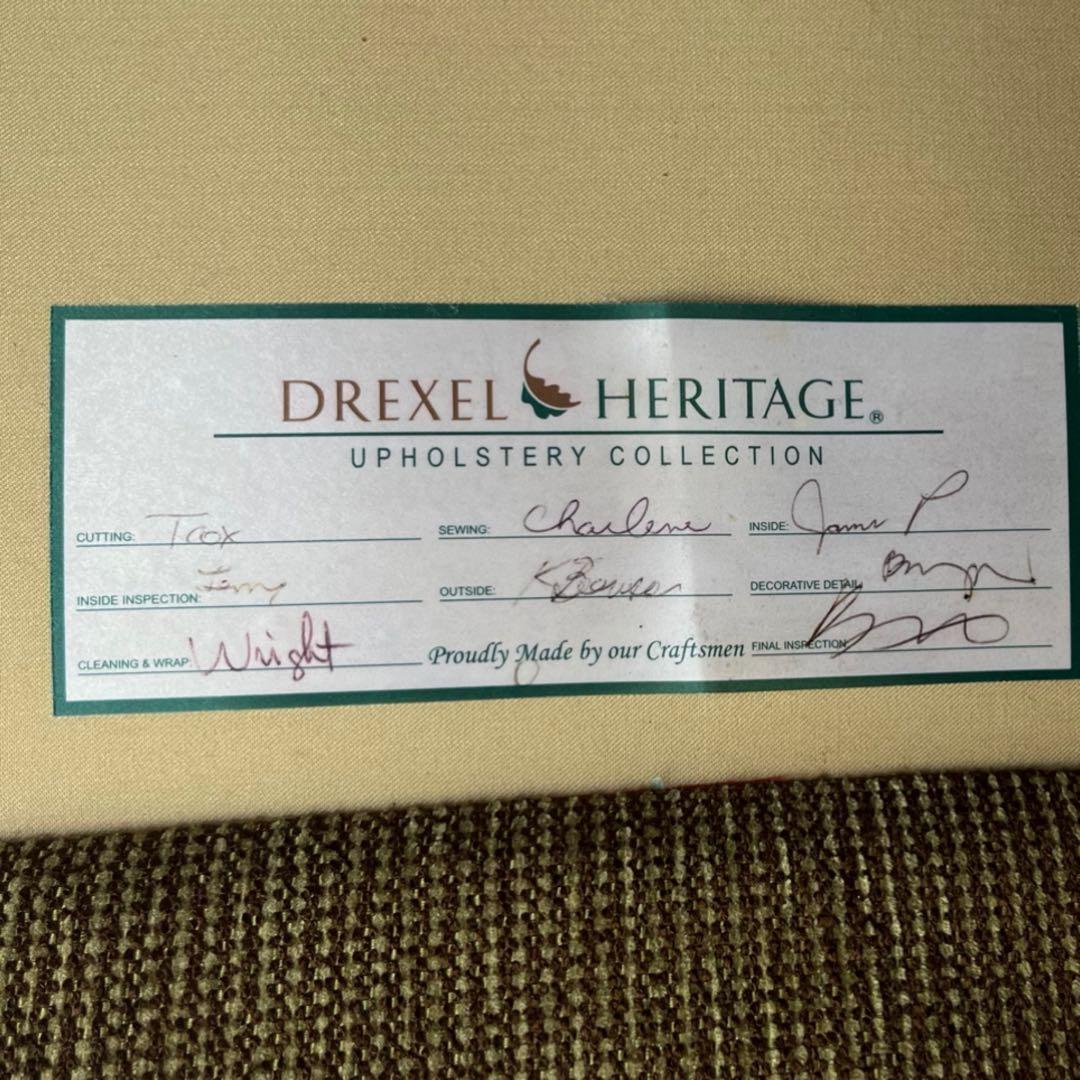 DREXEL HERITAGE®
UPHOLSTERY COLLECTION
CUTTING: Trox SEWING: Charlene INSIDE: James P
INSIDE INSPECTION: OUTSIDE: DECORATIVE DETAIL:
CLEANING & WRAP: Wright Proudly Made by our Craftsmen FINAL INSPECTION: